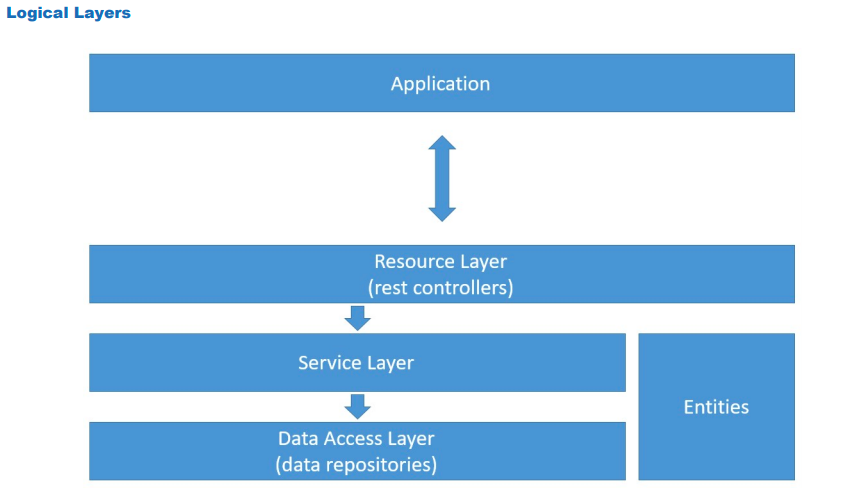 Logical Layers
Application
Resource Layer
(rest controllers)
Service Layer
Entities
Data Access Layer
(data repositories)